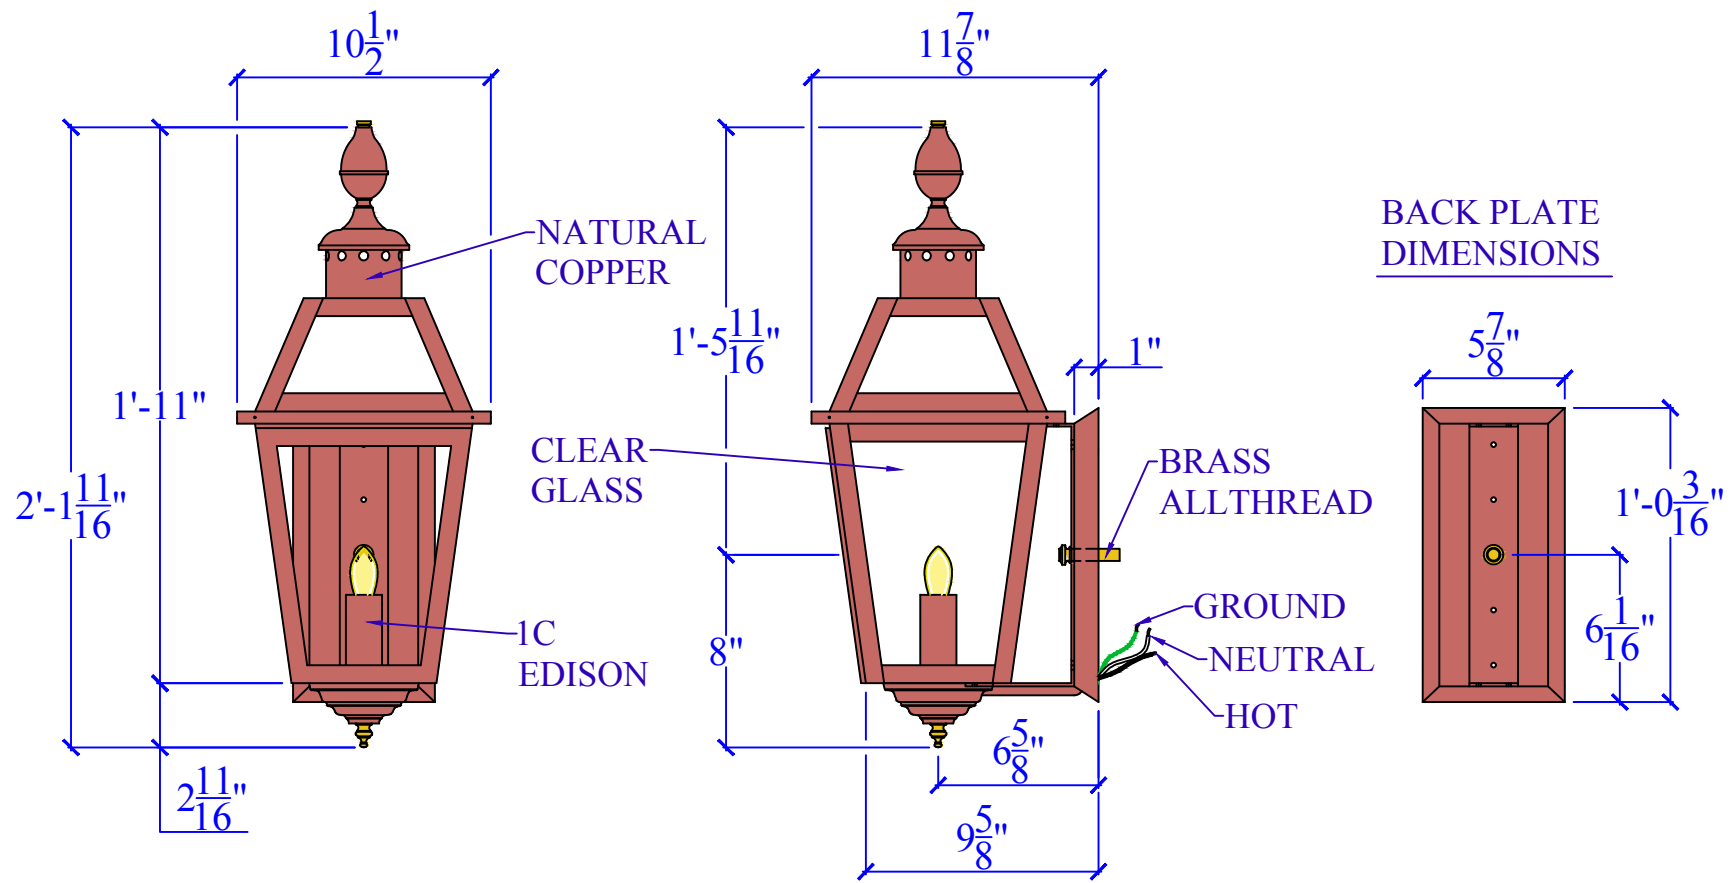 10 1/2"
11 7/8"
NATURAL
COPPER
BACK PLATE
DIMENSIONS
1'-5 11/16"
1"
5 7/8"
1'-11"
CLEAR
GLASS
BRASS
ALLTHREAD
2'-1 11/16"
1'-0 3/16"
1C
EDISON
8"
GROUND
NEUTRAL
HOT
6 1/16"
6 5/8"
2 11/16"
9 5/8"